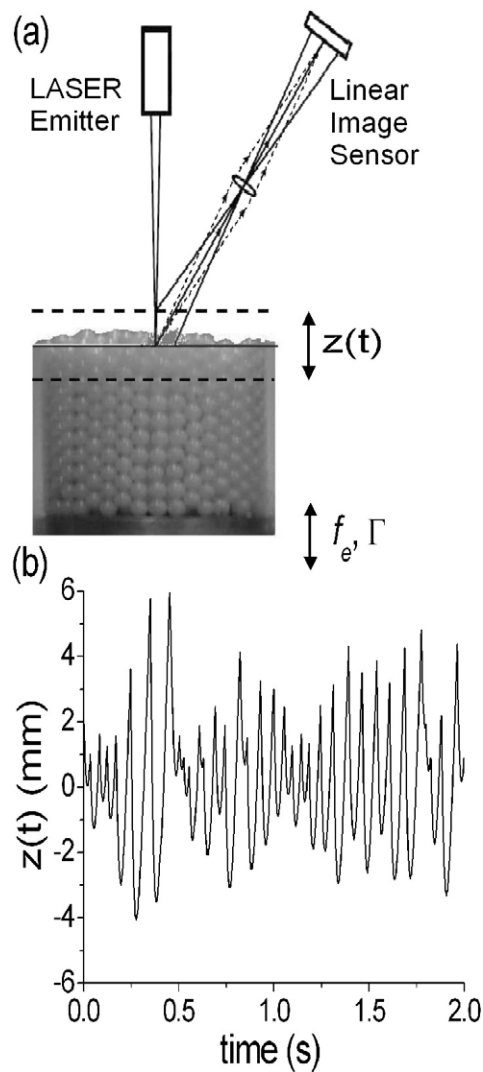 (a)
LASER
Emitter
Linear
Image
Sensor
z(t)
fₑ, Γ
(b)
6
4
2
0
-2
-4
-6
z(t) (mm)
0.0 0.5 1.0 1.5 2.0
time (s)